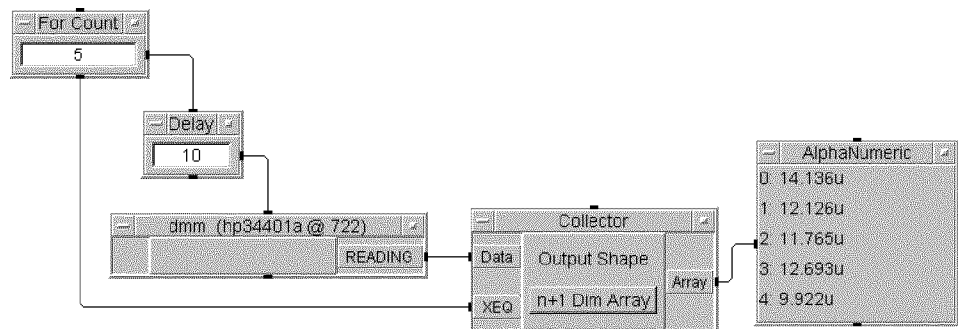 For Count
5
Delay
10
dmm (hp34401a @ 722)
READING
Collector
Data
Output Shape
n+1 Dim Array
XEQ
Array
AlphaNumeric
0: 14.136u
1: 12.126u
2: 11.765u
3: 12.693u
4: 9.922u